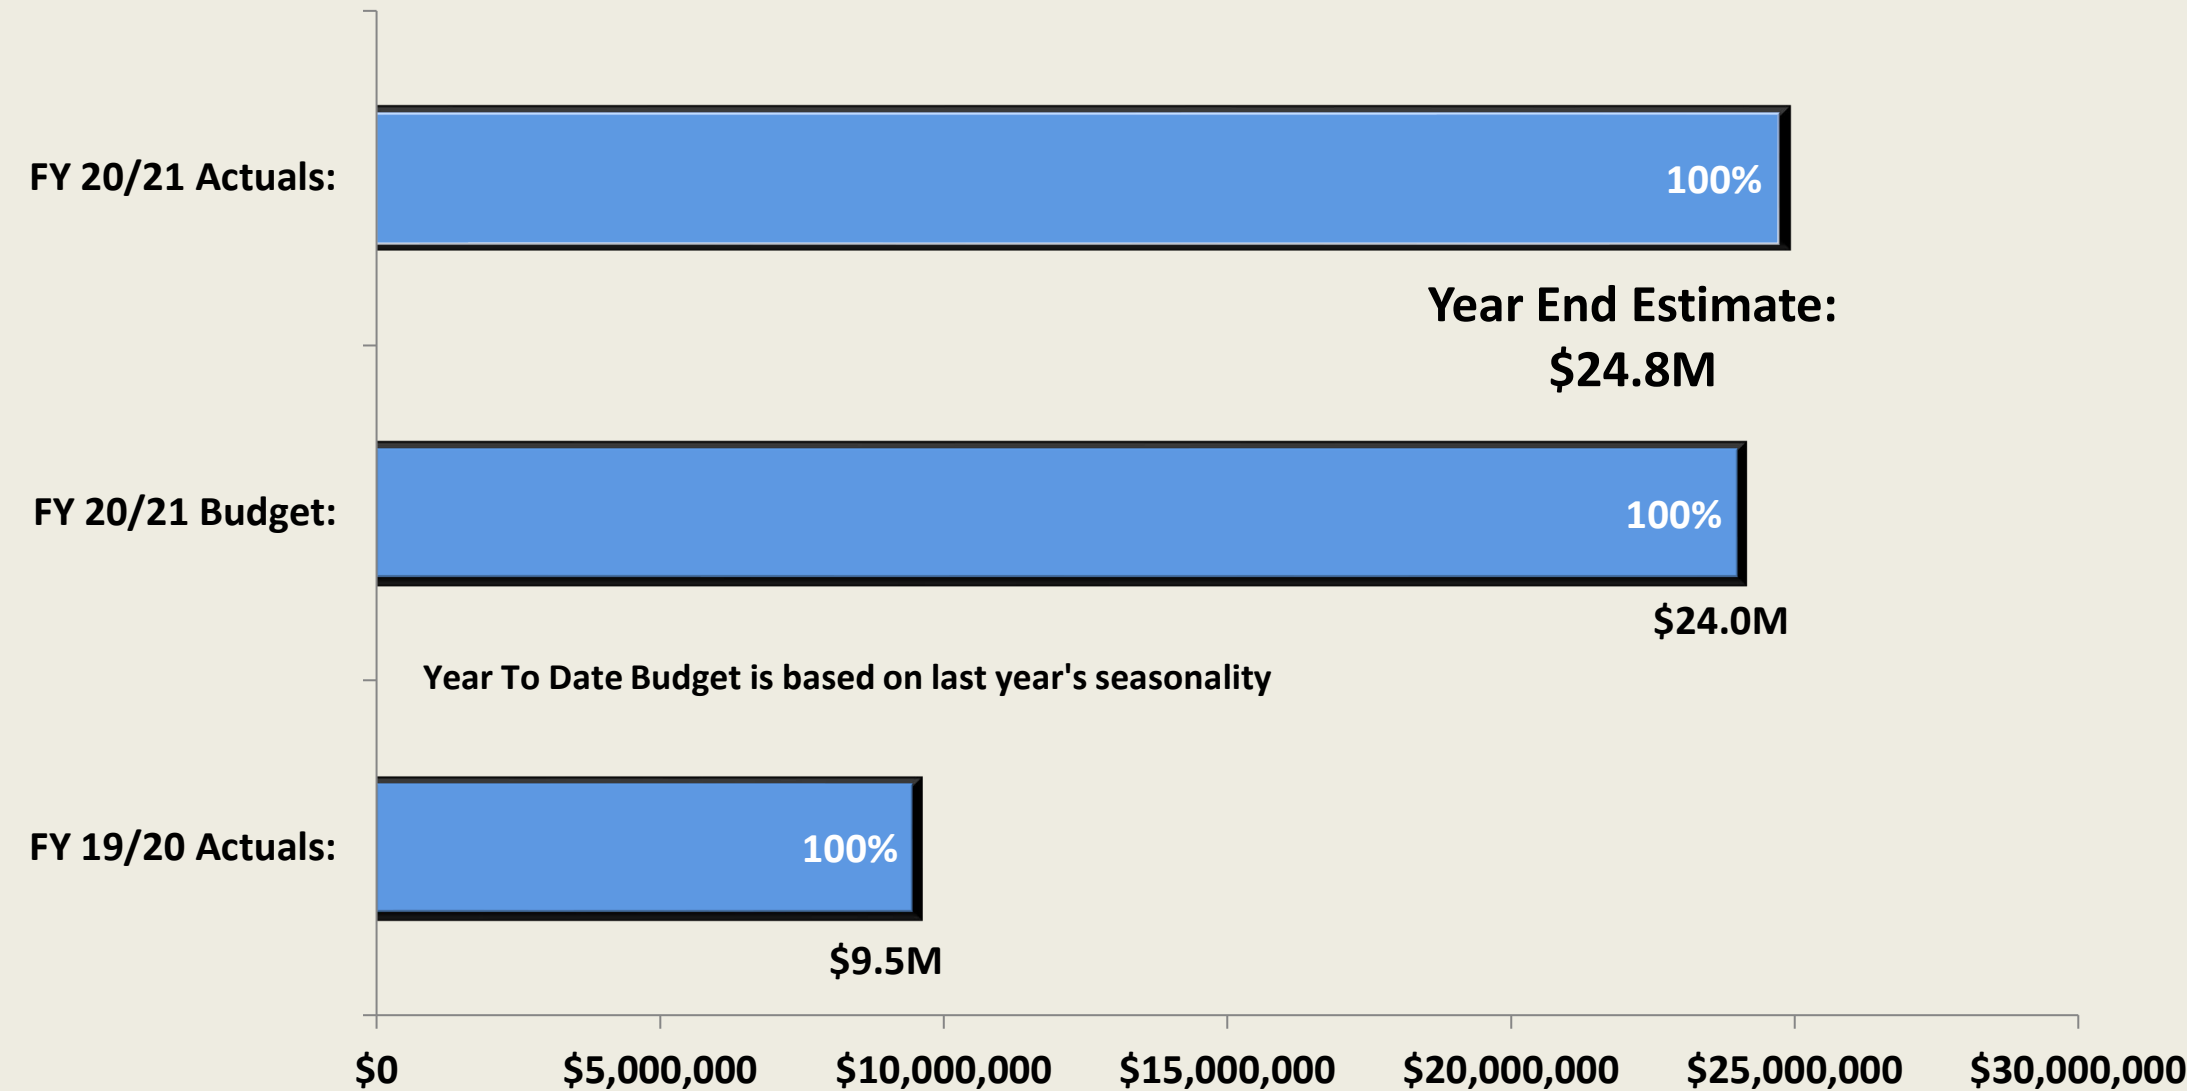 FY 20/21 Actuals:
100%
Year End Estimate:
$24.8M
FY 20/21 Budget:
100%
$24.0M
Year To Date Budget is based on last year's seasonality
FY 19/20 Actuals:
100%
$9.5M
$0 $5,000,000 $10,000,000 $15,000,000 $20,000,000 $25,000,000 $30,000,000